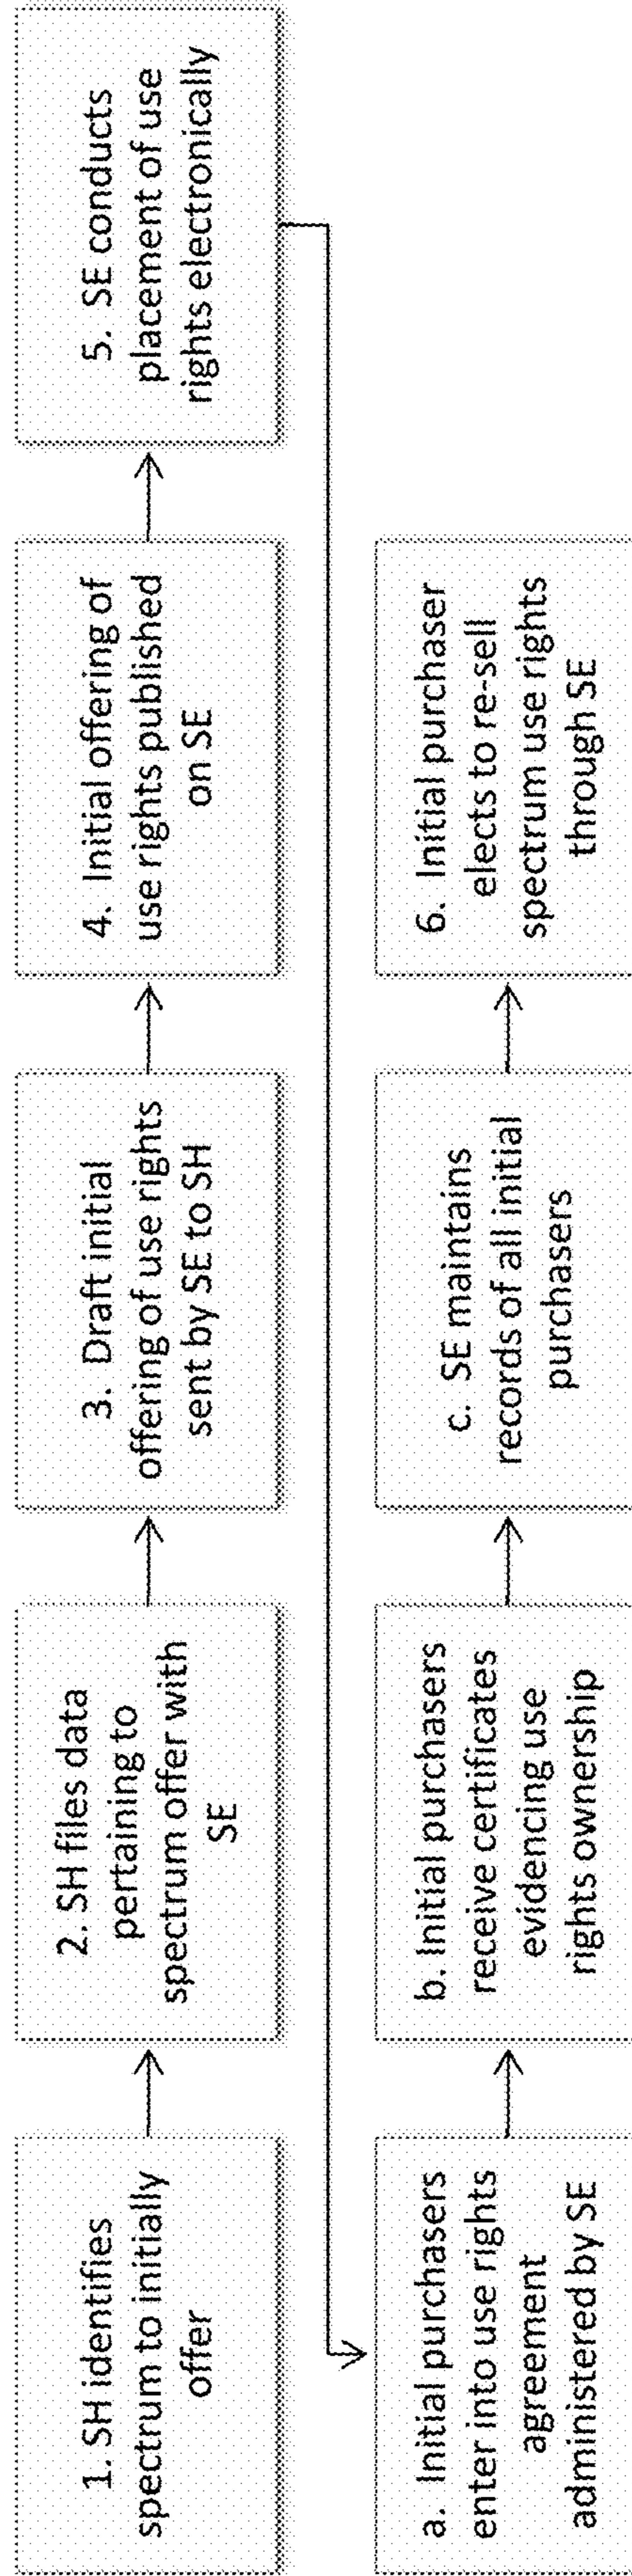 1. SH identifies
spectrum to initially
offer
2. SH files data
pertaining to
spectrum offer with
SE
3. Draft initial
offering of use rights
sent by SE to SH
4. Initial offering of
use rights published
on SE
5. SE conducts
placement of use
rights electronically
a. Initial purchasers
enter into use rights
agreement
administered by SE
b. Initial purchasers
receive certificates
evidencing use
rights ownership
c. SE maintains
records of all initial
purchasers
6. Initial purchaser
elects to re-sell
spectrum use rights
through SE